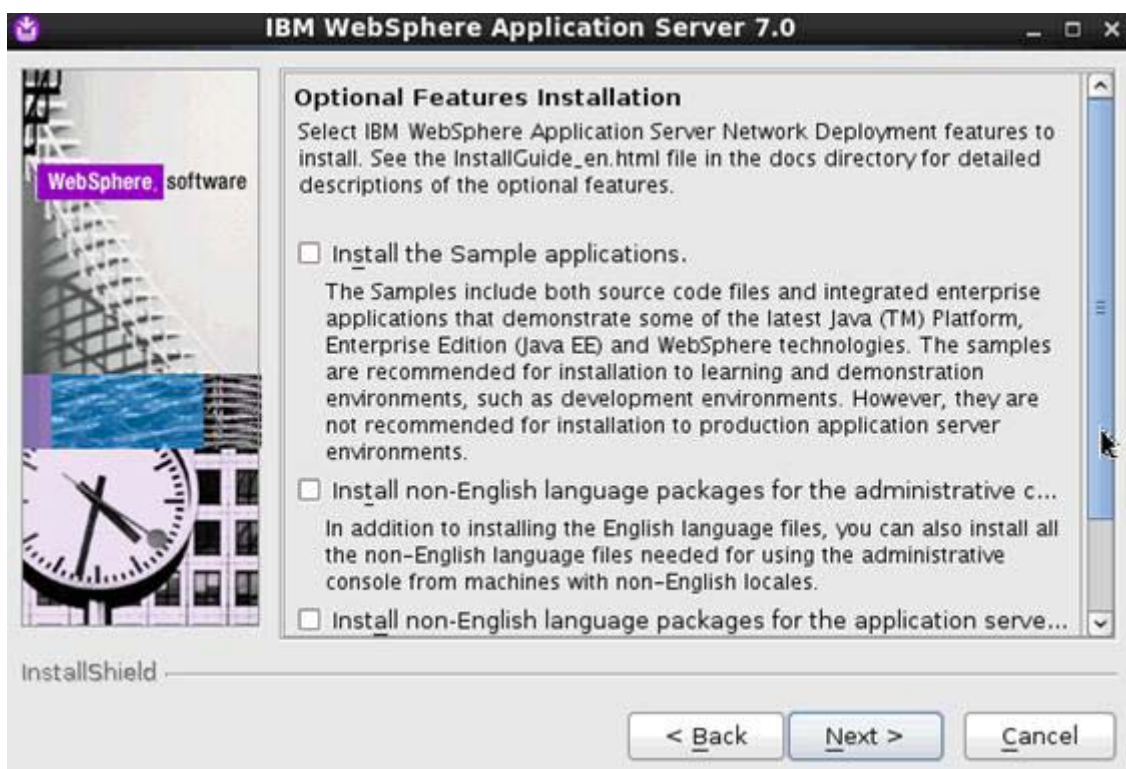 IBM WebSphere Application Server 7.0
WebSphere. software
Optional Features Installation
Select IBM WebSphere Application Server Network Deployment features to
install. See the InstallGuide_en.html file in the docs directory for detailed
descriptions of the optional features.
Install the Sample applications.
The Samples include both source code files and integrated enterprise
applications that demonstrate some of the latest Java (TM) Platform,
Enterprise Edition (Java EE) and WebSphere technologies. The samples
are recommended for installation to learning and demonstration
environments, such as development environments. However, they are
not recommended for installation to production application server
environments.
Install non-English language packages for the administrative c...
In addition to installing the English language files, you can also install all
the non-English language files needed for using the administrative
console from machines with non-English locales.
Install non-English language packages for the application serve...
InstallShield
< Back
Next >
Cancel